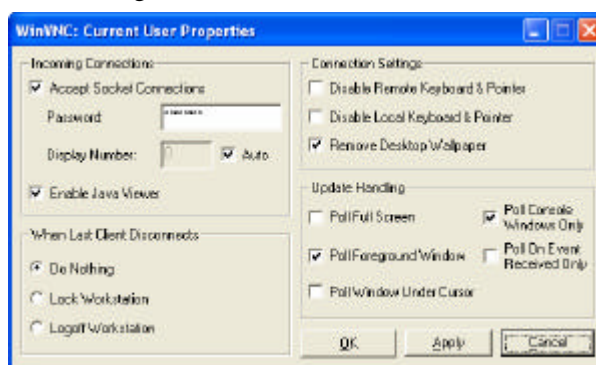 WinVNC: Current User Properties
Incoming Connections
Accept Socket Connections
Password:
Display Number:
Auto
Enable Java Viewer
When Last Client Disconnects
Do Nothing
Lock Workstation
Logoff Workstation
Connection Settings
Disable Remote Keyboard & Pointer
Disable Local Keyboard & Pointer
Remove Desktop Wallpaper
Update Handling
Poll Full Screen
Poll Console
Windows Only
Poll Foreground Window
Poll On Event
Received Only
Poll Window Under Cursor
OK
Apply
Cancel